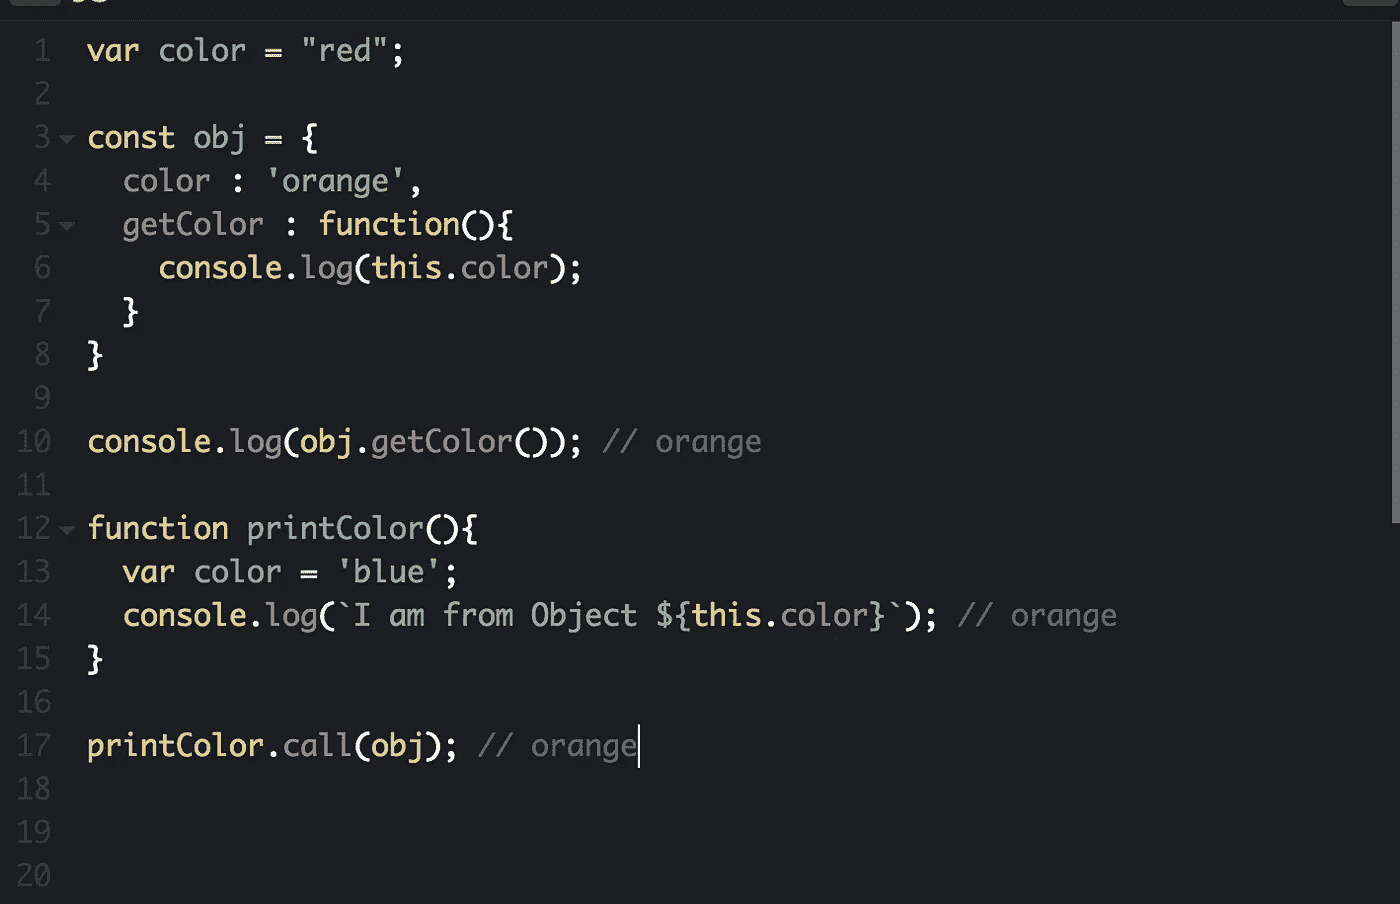 1 var color = "red";
2
3 const obj = {
4 color : 'orange',
5 getColor : function(){
6 console.log(this.color);
7 }
8 }
9
10 console.log(obj.getColor()); // orange
11
12 function printColor(){
13 var color = 'blue';
14 console.log(`I am from Object ${this.color}`); // orange
15 }
16
17 printColor.call(obj); // orange
18
19
20